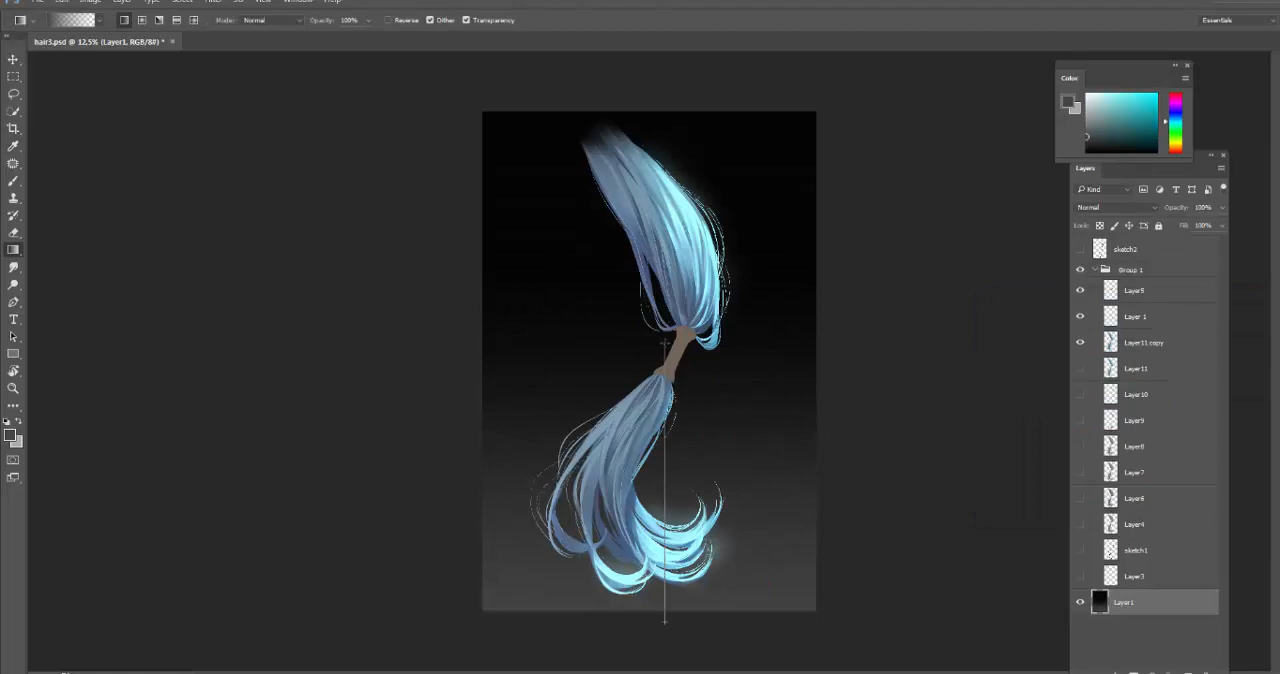 Mode: Normal Opacity: 100% Reverse Dither Transparency Essentials
hair3.psd @ 12,5% (Layer1, RGB/8#) *
Color
Layers
Kind
Normal Opacity: 100%
Lock: Fill: 100%
sketch2
Group 1
Layer5
Layer 1
Layer11 copy
Layer11
Layer10
Layer9
Layer8
Layer7
Layer6
Layer4
sketch1
Layer3
Layer1